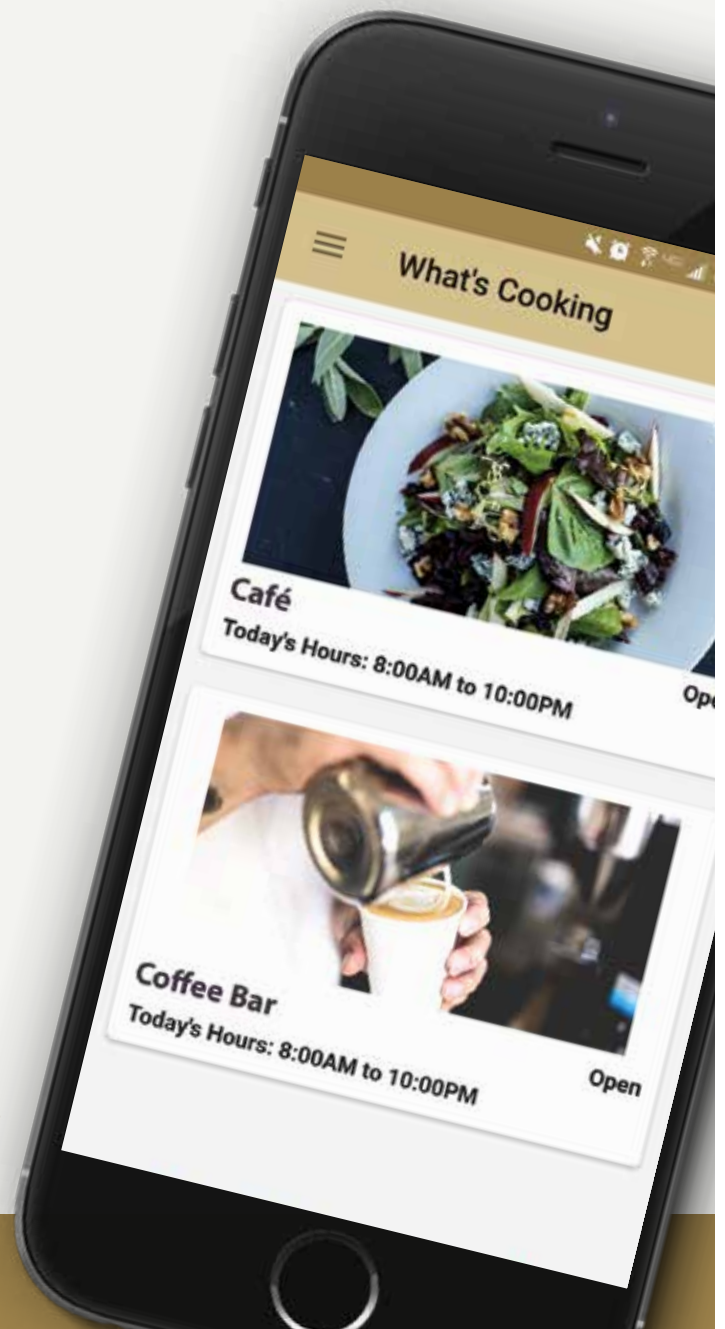 What's Cooking
Café
Today's Hours: 8:00AM to 10:00PM
Ope
Coffee Bar
Today's Hours: 8:00AM to 10:00PM
Open